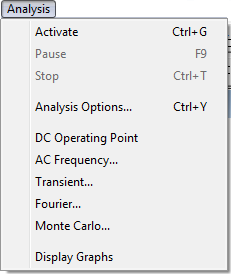 Analysis
Activate Ctrl+G
Pause F9
Stop Ctrl+T
Analysis Options... Ctrl+Y
DC Operating Point
AC Frequency...
Transient...
Fourier...
Monte Carlo...
Display Graphs